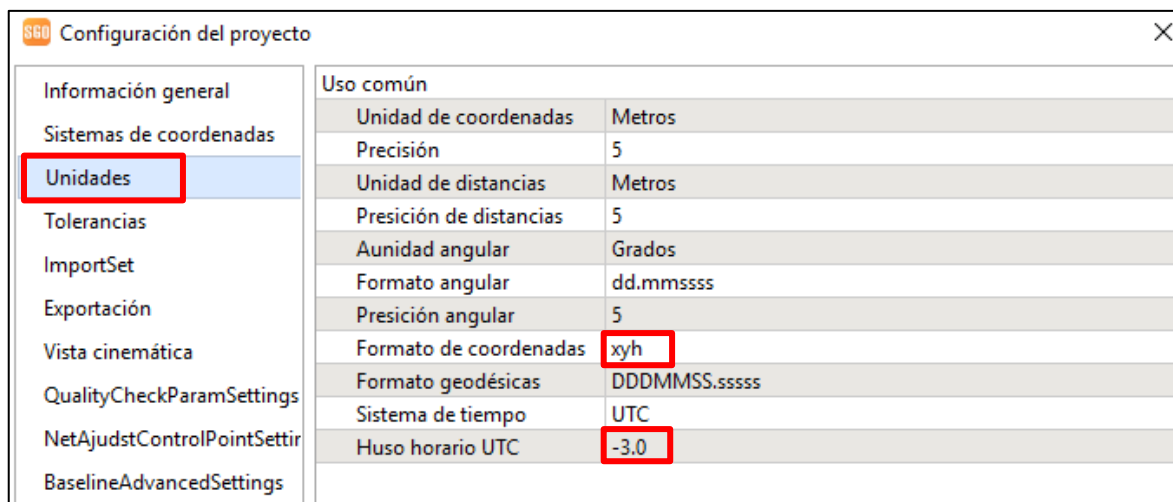 SGO Configuración del proyecto
Información general
Sistemas de coordenadas
Unidades
Tolerancias
ImportSet
Exportación
Vista cinemática
QualityCheckParamSettings
NetAjudstControlPointSettir
BaselineAdvancedSettings
Uso común
Unidad de coordenadas Metros
Precisión 5
Unidad de distancias Metros
Presición de distancias 5
Aunidad angular Grados
Formato angular dd.mmssss
Presición angular 5
Formato de coordenadas xyh
Formato geodésicas DDDMMSS.sssss
Sistema de tiempo UTC
Huso horario UTC -3.0